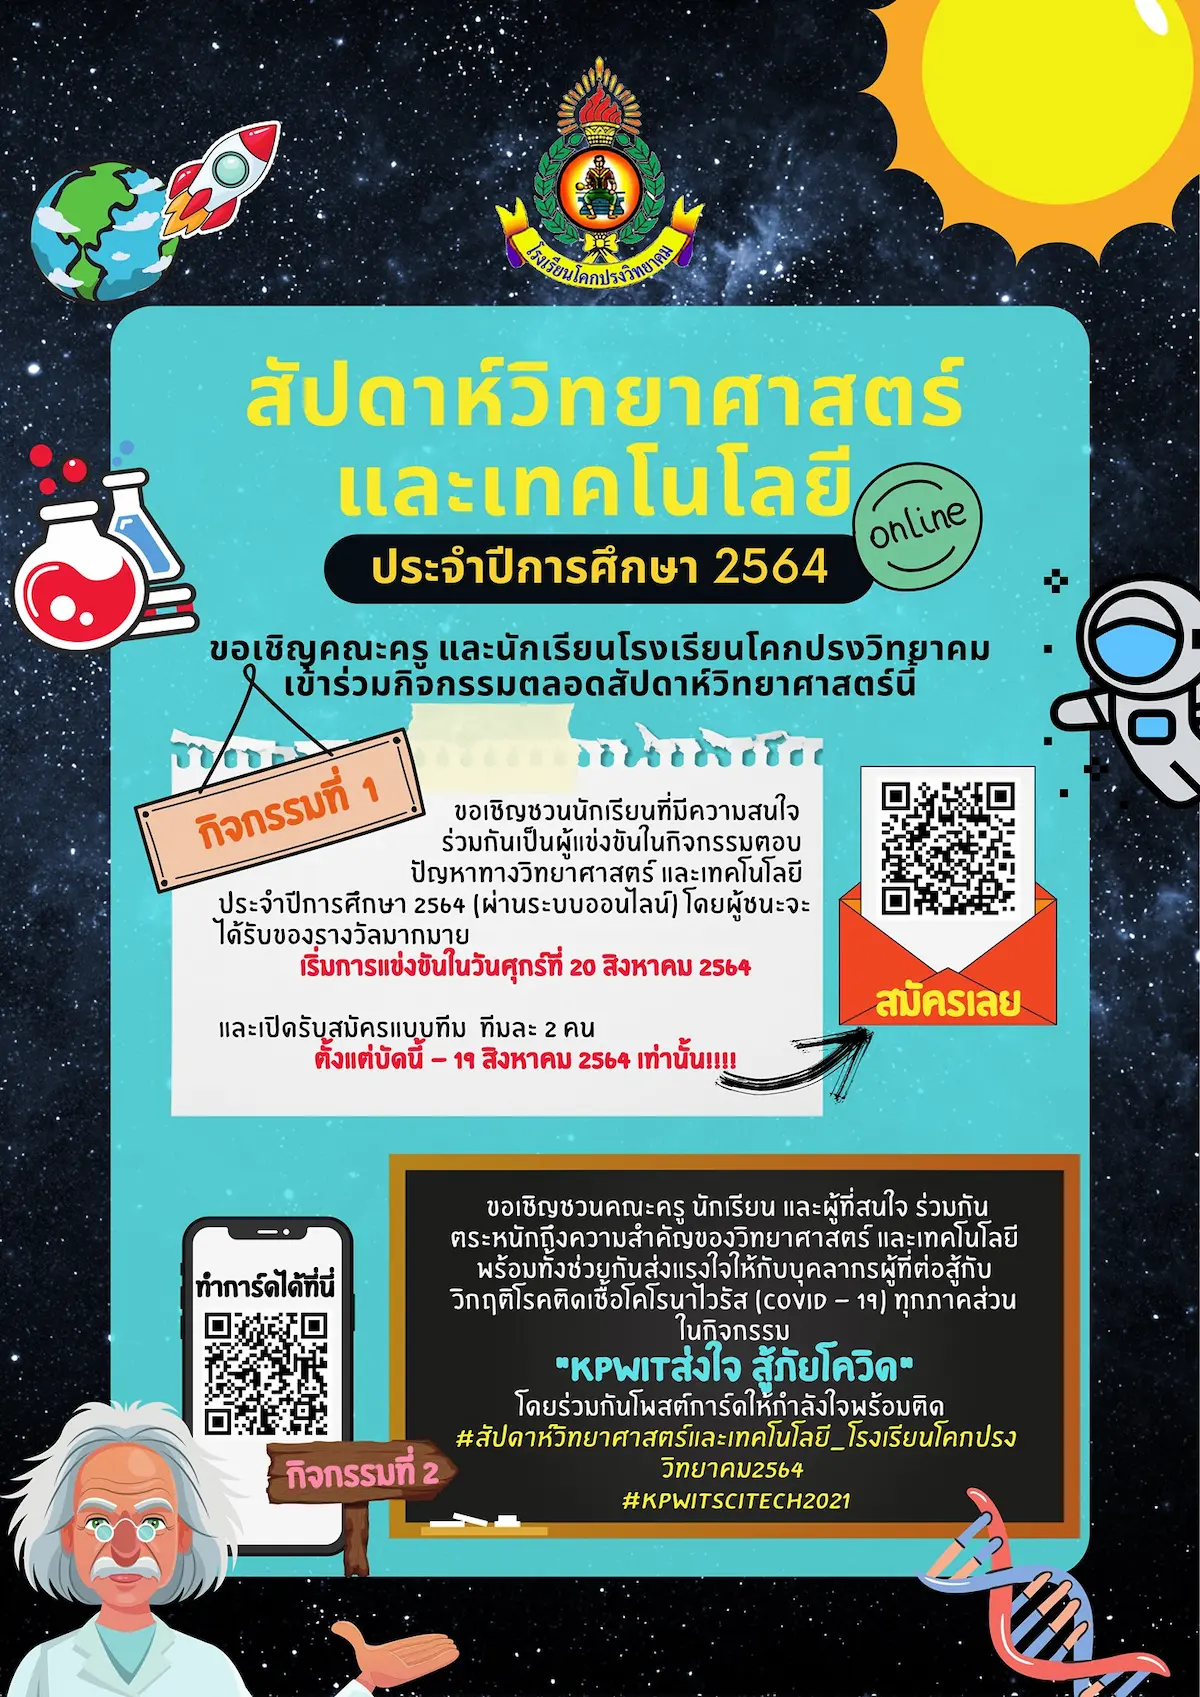 โรงเรียนโคกปรงวิทยาคม
สัปดาห์วิทยาศาสตร์
และเทคโนโลยี
online
ประจำปีการศึกษา 2564
ขอเชิญคณะครู และนักเรียนโรงเรียนโคกปรงวิทยาคม
เข้าร่วมกิจกรรมตลอดสัปดาห์วิทยาศาสตร์นี้
กิจกรรมที่ 1
ขอเชิญชวนนักเรียนที่มีความสนใจ
ร่วมกันเป็นผู้แข่งขันในกิจกรรมตอบ
ปัญหาทางวิทยาศาสตร์ และเทคโนโลยี
ประจำปีการศึกษา 2564 (ผ่านระบบออนไลน์) โดยผู้ชนะจะ
ได้รับของรางวัลมากมาย
เริ่มการแข่งขันในวันศุกร์ที่ 20 สิงหาคม 2564
และเปิดรับสมัครแบบทีม ทีมละ 2 คน
ตั้งแต่บัดนี้ - 19 สิงหาคม 2564 เท่านั้น!!!!
สมัครเลย
ขอเชิญชวนคณะครู นักเรียน และผู้ที่สนใจ ร่วมกัน
ตระหนักถึงความสำคัญของวิทยาศาสตร์ และเทคโนโลยี
พร้อมทั้งช่วยกันส่งแรงใจให้กับบุคลากรผู้ที่ต่อสู้กับ
วิกฤติโรคติดเชื้อโคโรนาไวรัส (COVID - 19) ทุกภาคส่วน
ในกิจกรรม
"KPWITส่งใจ สู้ภัยโควิด"
โดยร่วมกันโพสต์การ์ดให้กำลังใจพร้อมติด
#สัปดาห์วิทยาศาสตร์และเทคโนโลยี_โรงเรียนโคกปรง
วิทยาคม2564
#KPWITSCITECH2021
ทำการ์ดได้ที่นี่
กิจกรรมที่ 2